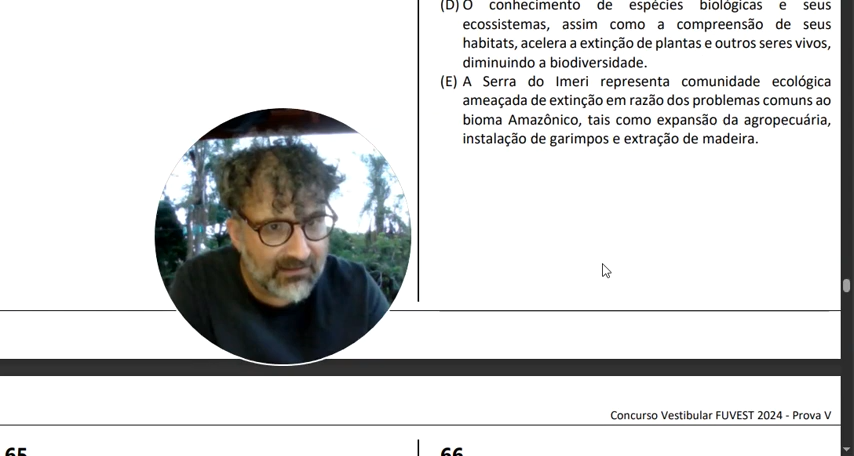 (D) O conhecimento de espécies biológicas e seus
ecossistemas, assim como a compreensão de seus
habitats, acelera a extinção de plantas e outros seres vivos,
diminuindo a biodiversidade.
(E) A Serra do Imeri representa comunidade ecológica
ameaçada de extinção em razão dos problemas comuns ao
bioma Amazônico, tais como expansão da agropecuária,
instalação de garimpos e extração de madeira.
Concurso Vestibular FUVEST 2024 - Prova V
65
66